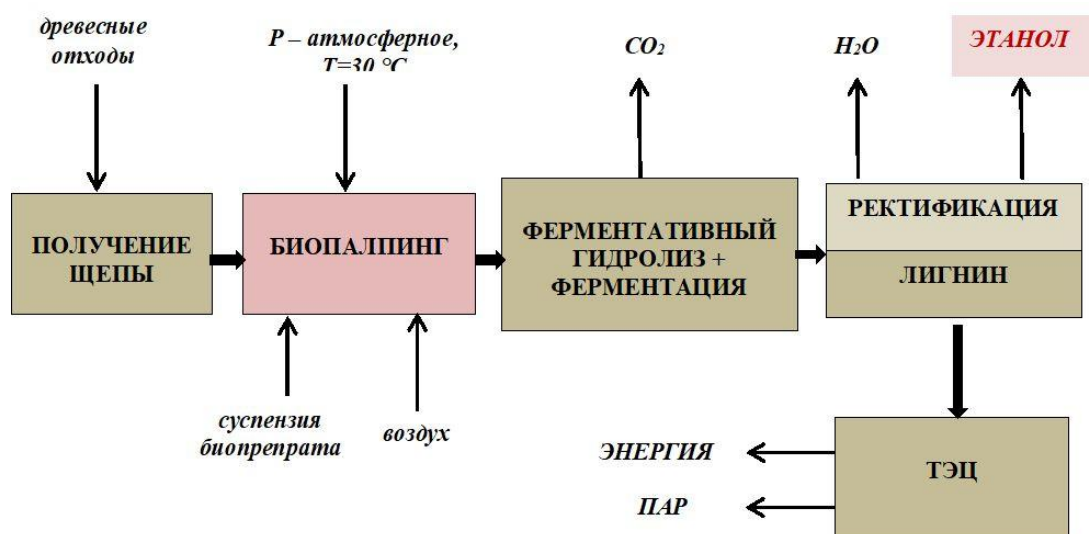 древесные
отходы
P – атмосферное,
T=30 °C
CO₂
H₂O
ЭТАНОЛ
ПОЛУЧЕНИЕ
ЩЕПЫ
БИОПАЛПИНГ
ФЕРМЕНТАТИВНЫЙ
ГИДРОЛИЗ +
ФЕРМЕНТАЦИЯ
РЕКТИФИКАЦИЯ
ЛИГНИН
суспензия
биопрепрата
воздух
ЭНЕРГИЯ
ПАР
ТЭЦ